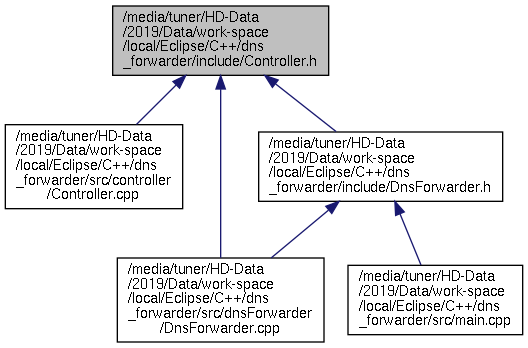 /media/tuner/HD-Data
/2019/Data/work-space
/local/Eclipse/C++/dns
_forwarder/include/Controller.h
/media/tuner/HD-Data
/2019/Data/work-space
/local/Eclipse/C++/dns
_forwarder/src/controller
/Controller.cpp
/media/tuner/HD-Data
/2019/Data/work-space
/local/Eclipse/C++/dns
_forwarder/include/DnsForwarder.h
/media/tuner/HD-Data
/2019/Data/work-space
/local/Eclipse/C++/dns
_forwarder/src/dnsForwarder
/DnsForwarder.cpp
/media/tuner/HD-Data
/2019/Data/work-space
/local/Eclipse/C++/dns
_forwarder/src/main.cpp